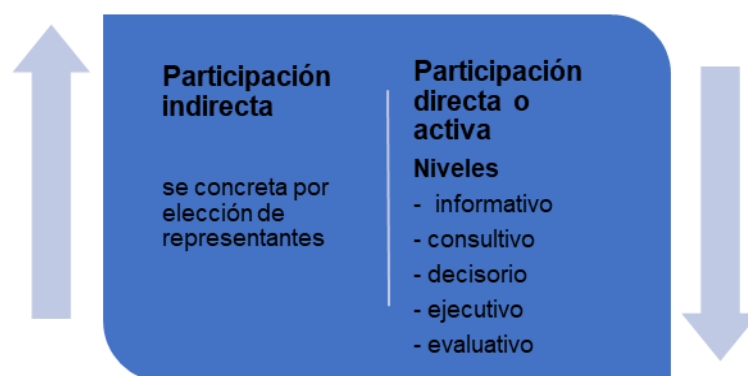 Participación
indirecta
se concreta por
elección de
representantes
Participación
directa o
activa
Niveles
- informativo
- consultivo
- decisorio
- ejecutivo
- evaluativo